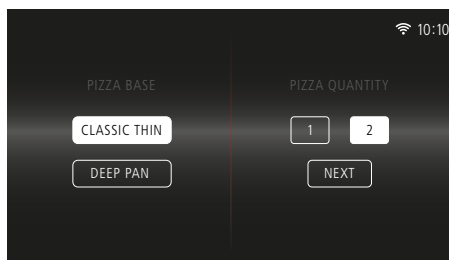 10:10
PIZZA BASE
PIZZA QUANTITY
CLASSIC THIN
1
2
DEEP PAN
NEXT